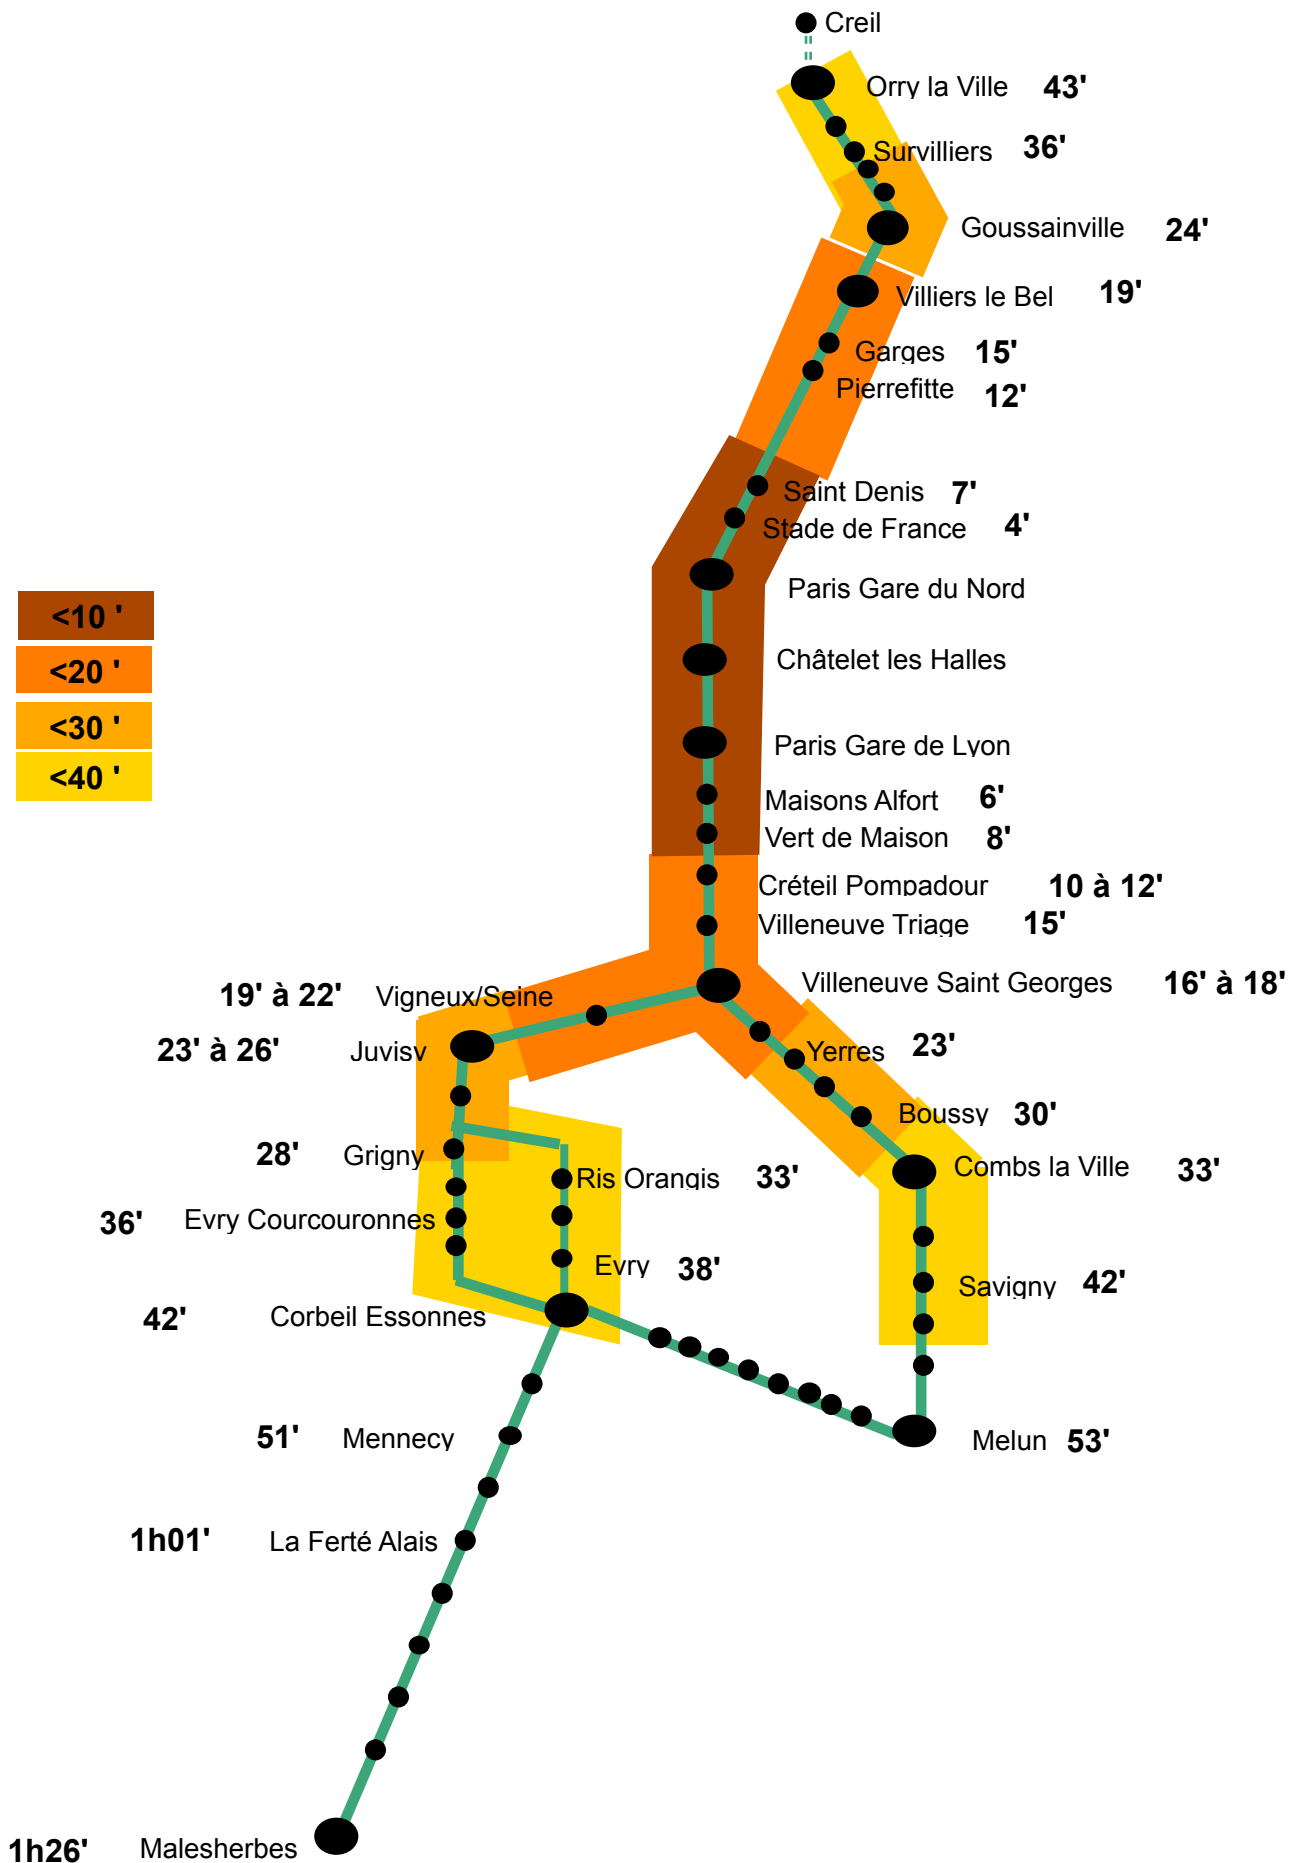 Creil
Orry la Ville 43'
Survilliers 36'
Goussainville 24'
Villiers le Bel 19'
Garges 15'
Pierrefitte 12'
Saint Denis 7'
Stade de France 4'
Paris Gare du Nord
<10 '
<20 '
<30 '
<40 '
Châtelet les Halles
Paris Gare de Lyon
Maisons Alfort 6'
Vert de Maison 8'
Créteil Pompadour 10 à 12'
Villeneuve Triage 15'
Villeneuve Saint Georges 16' à 18'
19' à 22' Vigneux/Seine
23' à 26' Juvisy
Yerres 23'
Boussy 30'
28' Grigny
Combs la Ville 33'
Ris Orangis 33'
36' Evry Courcouronnes
Evry 38'
Savigny 42'
42' Corbeil Essonnes
51' Mennecy
Melun 53'
1h01' La Ferté Alais
1h26' Malesherbes